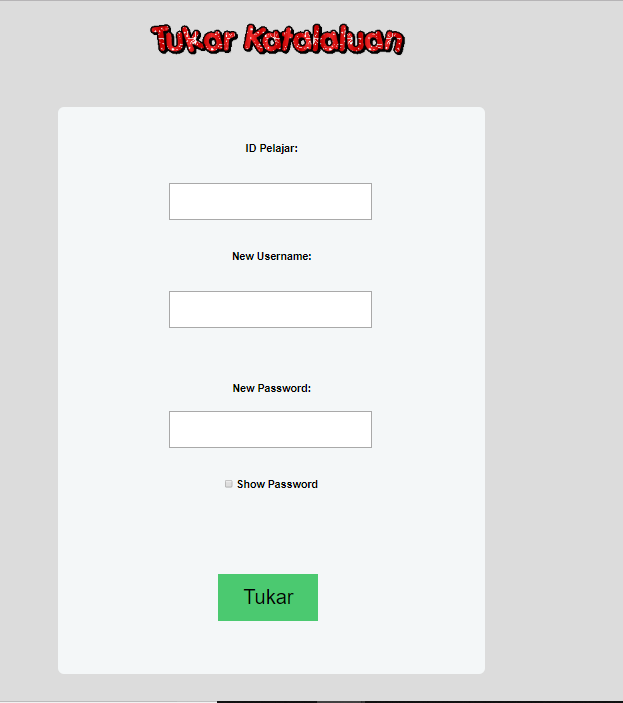 Tukar Katalaluan
ID Pelajar:
New Username:
New Password:
Show Password
Tukar